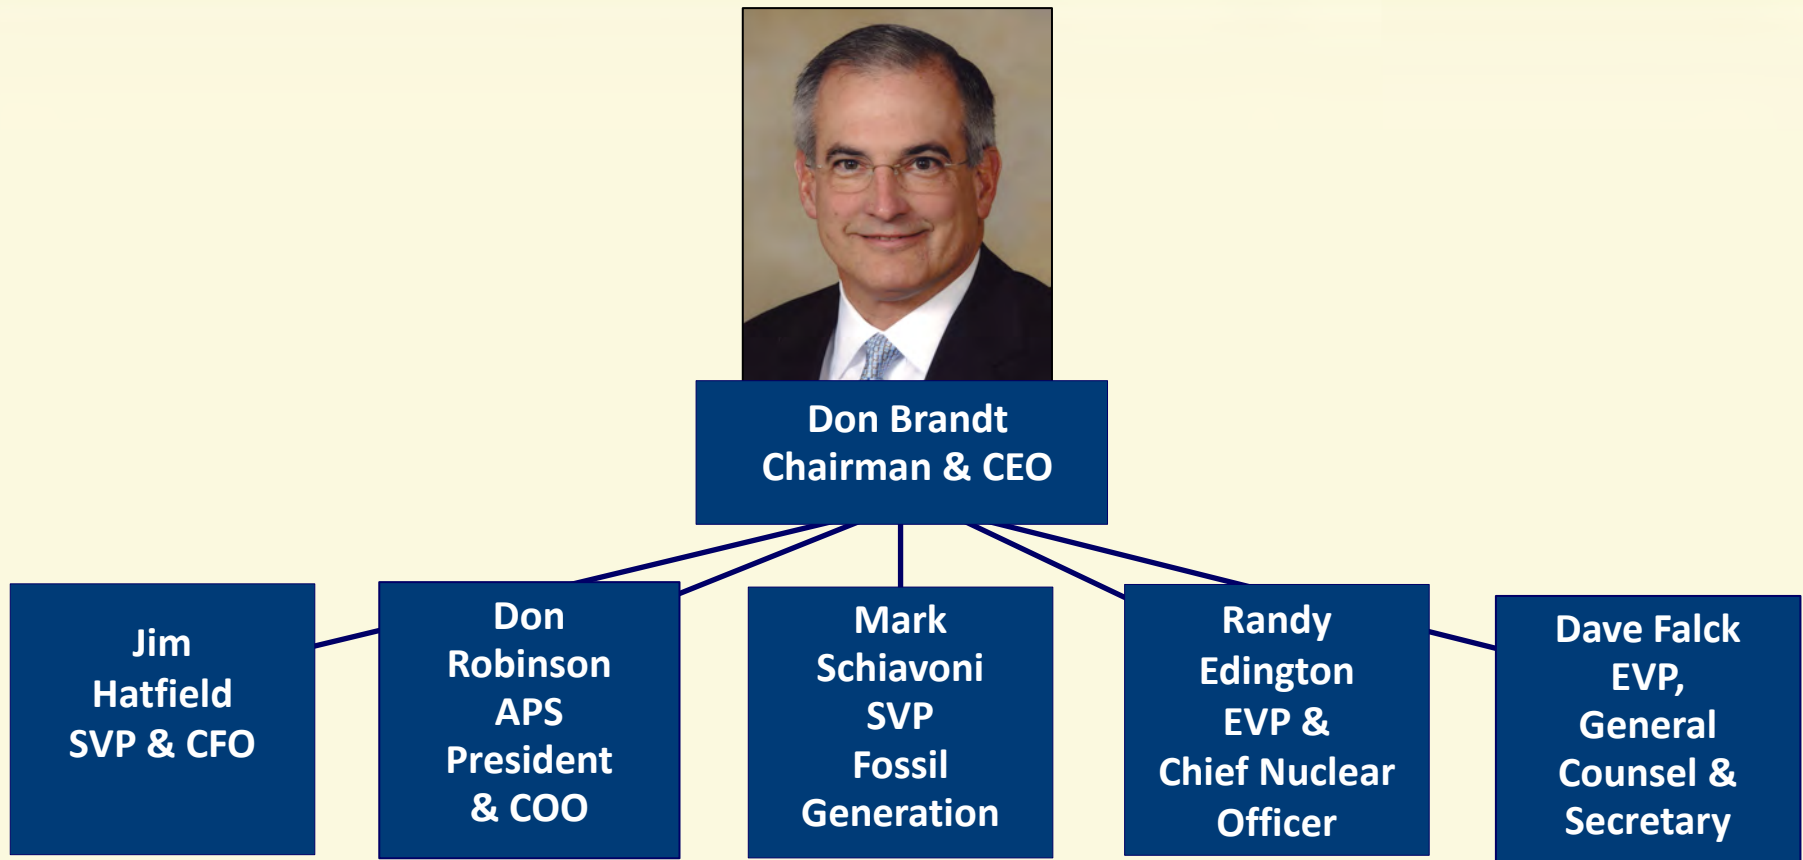 Don Brandt
Chairman & CEO
Jim
Hatfield
SVP & CFO
Don
Robinson
APS
President
& COO
Mark
Schiavoni
SVP
Fossil
Generation
Randy
Edington
EVP &
Chief Nuclear
Officer
Dave Falck
EVP,
General
Counsel &
Secretary